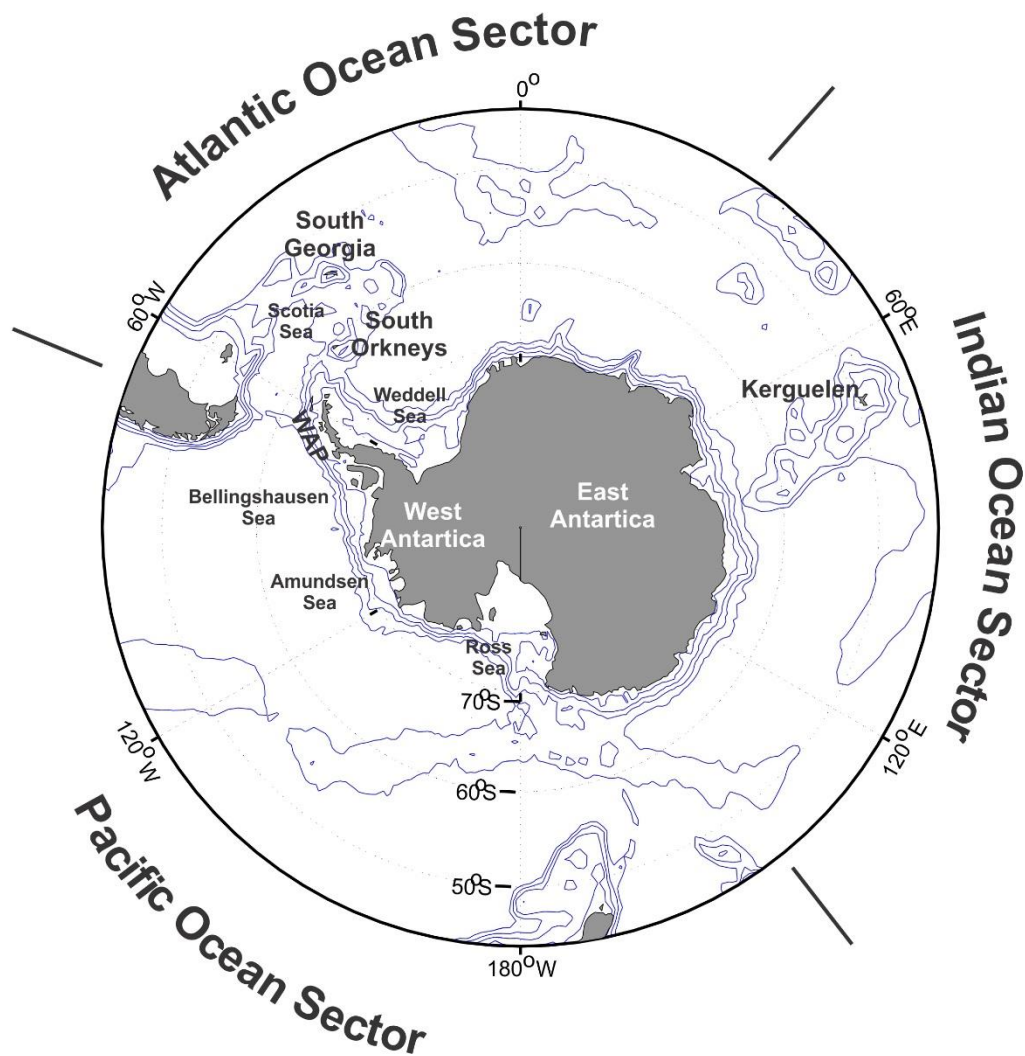 Atlantic Ocean Sector
0°
South
Georgia
60°W
Scotia
Sea
South
Orkneys
60°E
Indian Ocean Sector
Weddell
Sea
Kerguelen
WAP
Bellingshausen
Sea
West
Antartica
East
Antartica
Amundsen
Sea
Ross
Sea
70°S
120°W
120°E
60°S
Pacific Ocean Sector
50°S
180°W